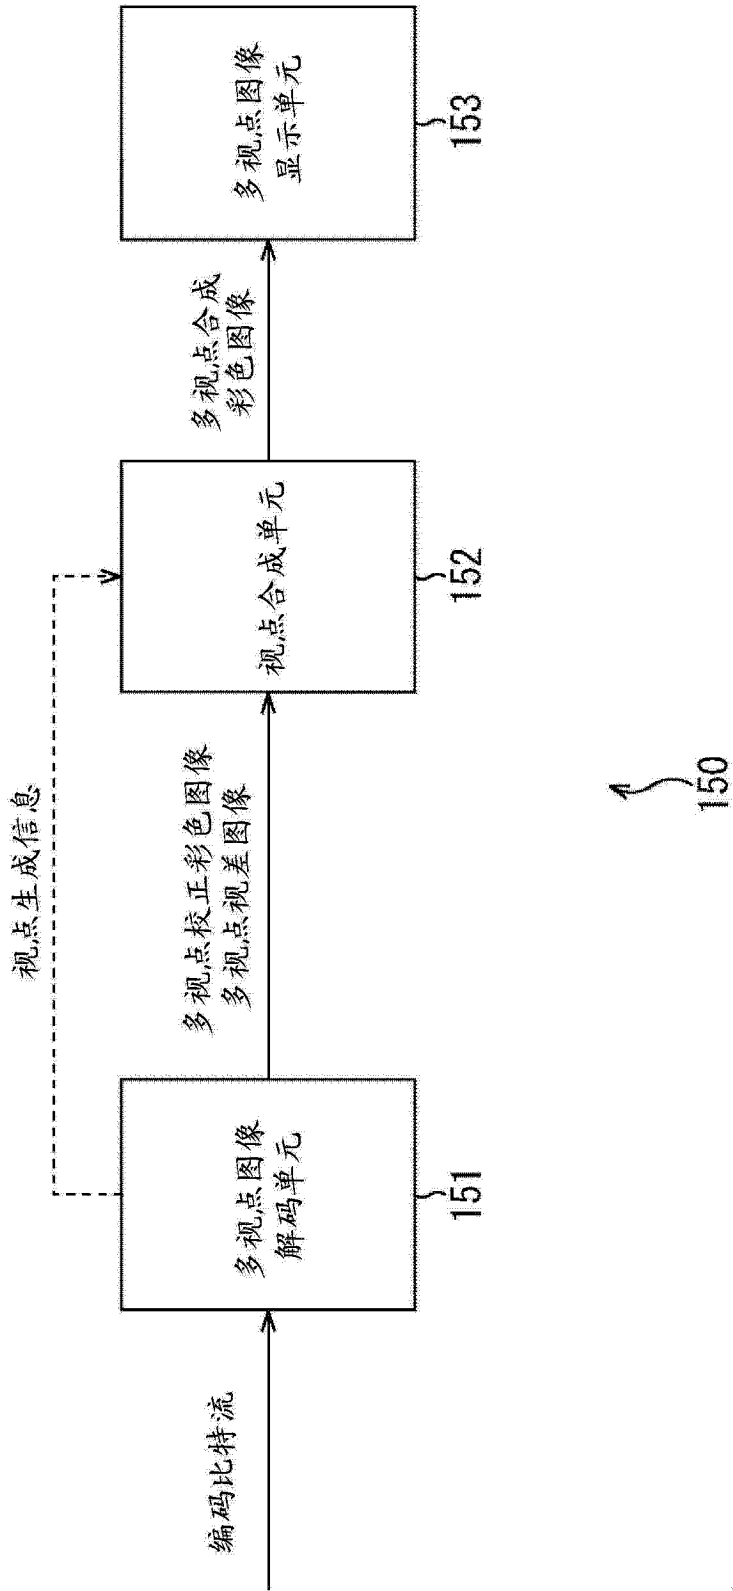 视点生成信息
编码比特流
多视点图像
解码单元
151
多视点校正彩色图像
多视点视差图像
视点合成单元
152
多视点合成
彩色图像
多视点图像
显示单元
153
150